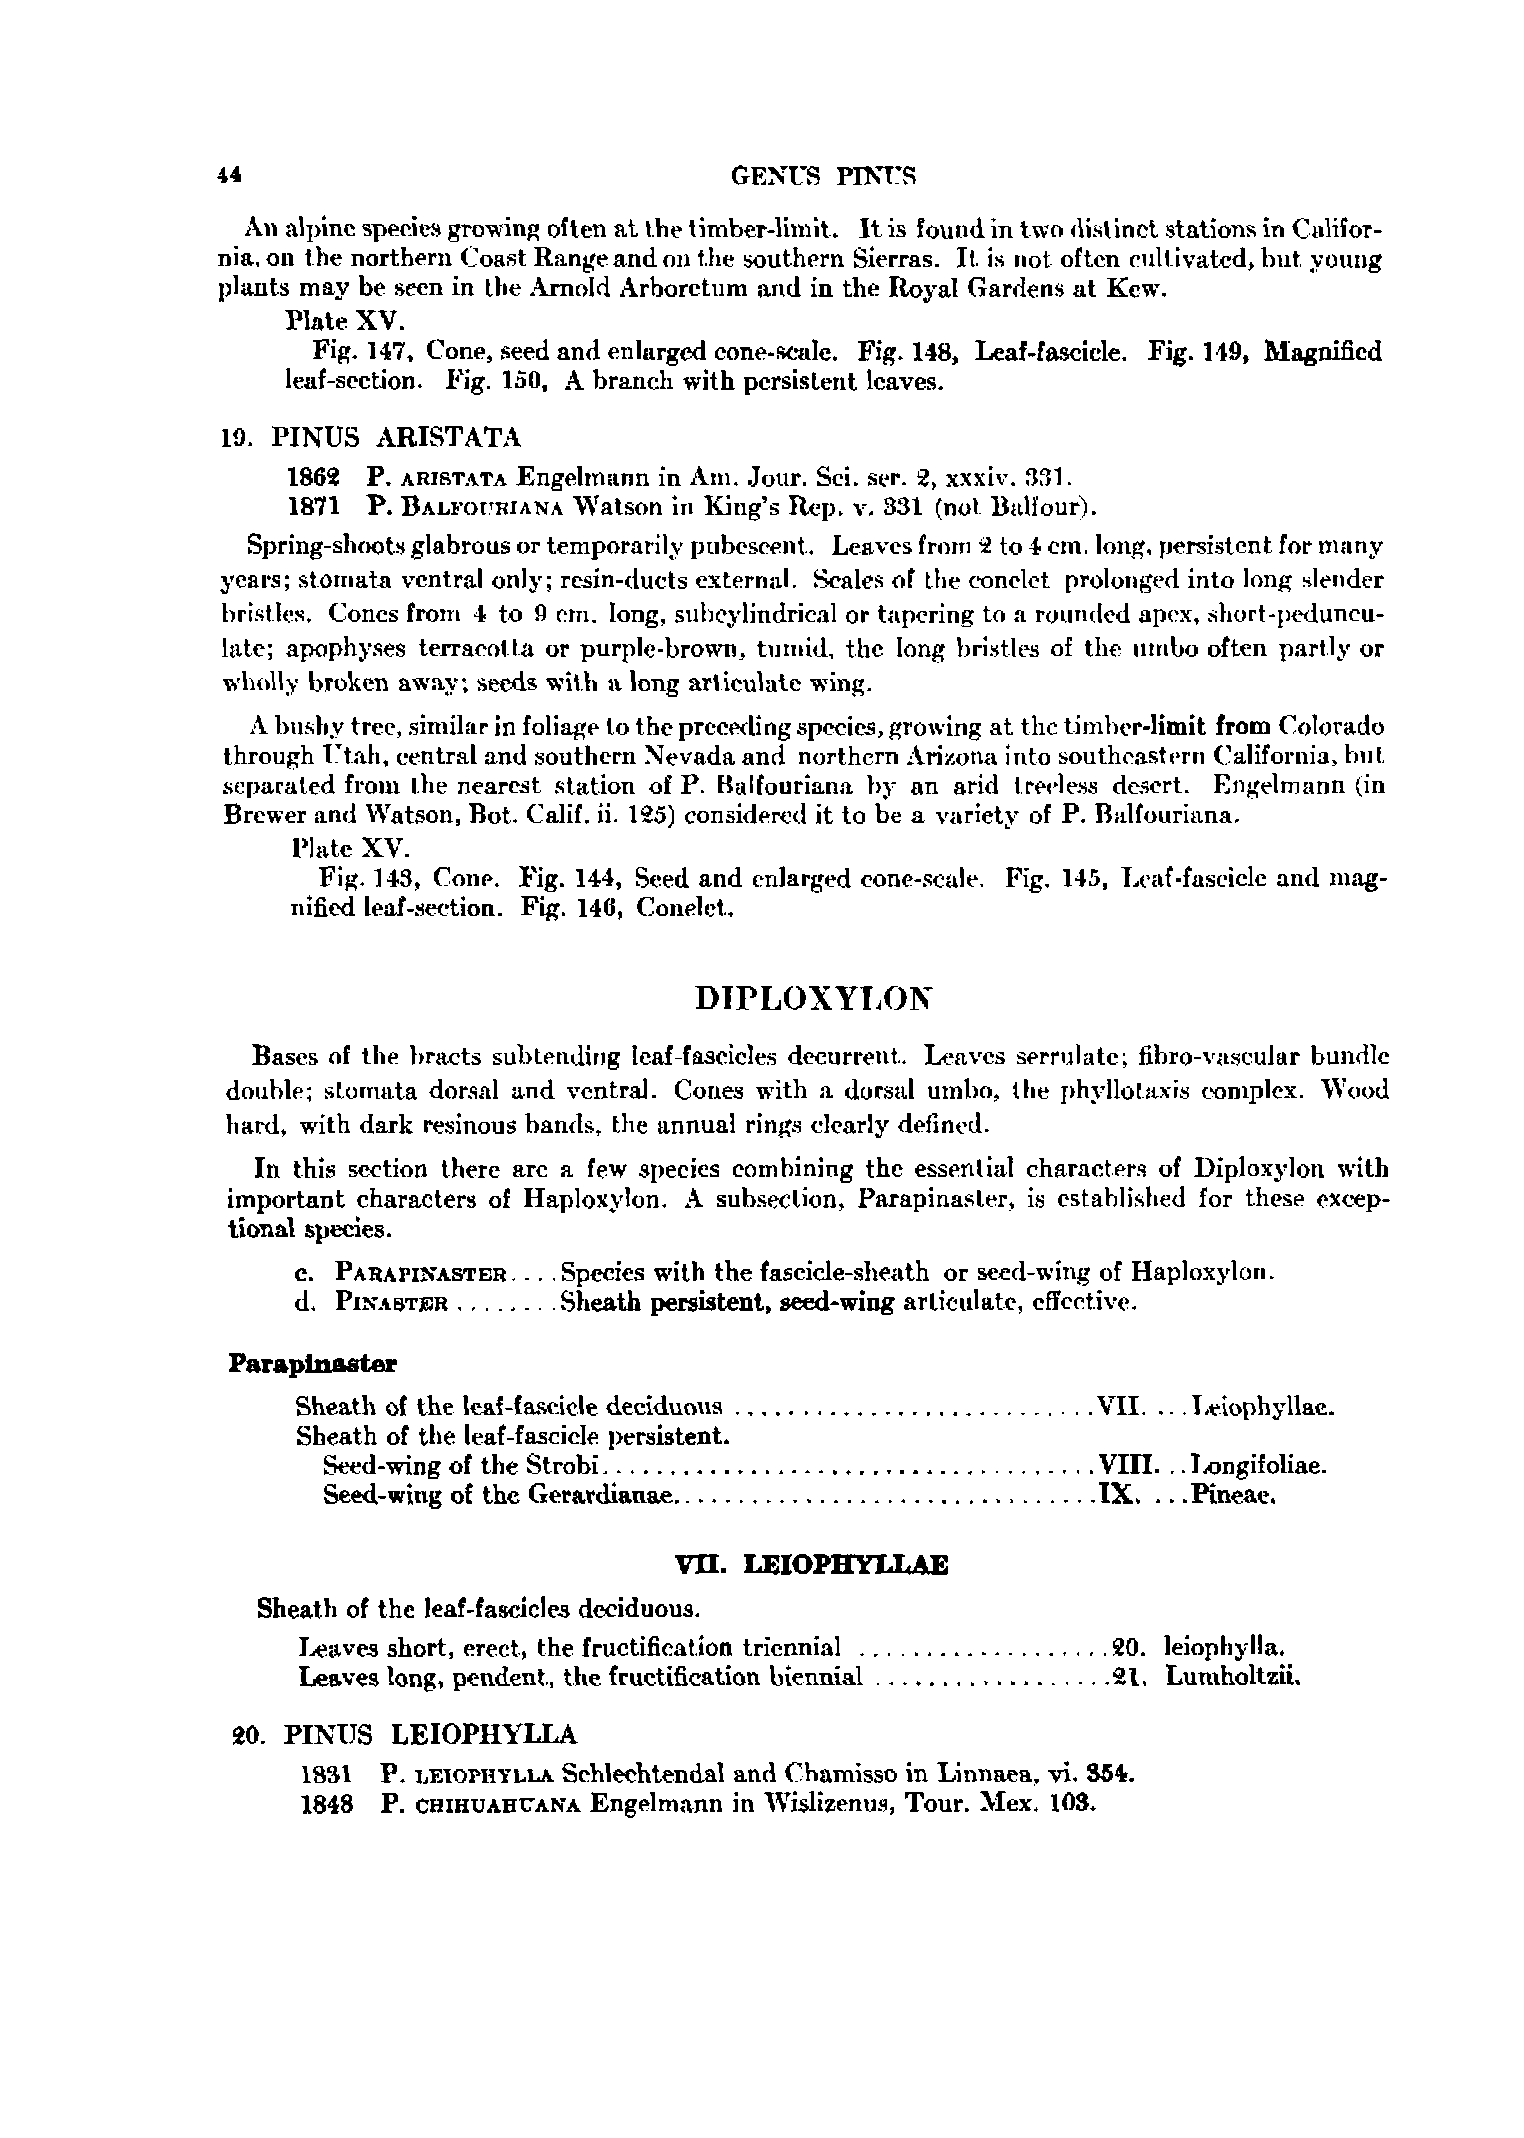 44 GENUS PINUS
An alpine species growing often at the timber-limit. It is found in two distinct stations in Califor-
nia, on the northern Coast Range and on the southern Sierras. It is not often cultivated, but young
plants may be seen in the Arnold Arboretum and in the Royal Gardens at Kew.
Plate XV.
Fig. 147, Cone, seed and enlarged cone-scale. Fig. 148, Leaf-fascicle. Fig. 149, Magnified
leaf-section. Fig. 150, A branch with persistent leaves.
19. PINUS ARISTATA
1862 P. ARISTATA Engelmann in Am. Jour. Sci. ser. 2, xxxiv. 331.
1871 P. BALFOURIANA Watson in King's Rep. v. 331 (not Balfour).
Spring-shoots glabrous or temporarily pubescent. Leaves from 2 to 4 cm. long, persistent for many
years; stomata ventral only; resin-ducts external. Scales of the conelet prolonged into long slender
bristles. Cones from 4 to 9 cm. long, subcylindrical or tapering to a rounded apex, short-peduncu-
late; apophyses terracotta or purple-brown, tumid, the long bristles of the umbo often partly or
wholly broken away; seeds with a long articulate wing.
A bushy tree, similar in foliage to the preceding species, growing at the timber-limit from Colorado
through Utah, central and southern Nevada and northern Arizona into southeastern California, but
separated from the nearest station of P. Balfouriana by an arid treeless desert. Engelmann (in
Brewer and Watson, Bot. Calif. ii. 125) considered it to be a variety of P. Balfouriana.
Plate XV.
Fig. 143, Cone. Fig. 144, Seed and enlarged cone-scale. Fig. 145, Leaf-fascicle and mag-
nified leaf-section. Fig. 146, Conelet.
DIPLOXYLON
Bases of the bracts subtending leaf-fascicles decurrent. Leaves serrulate; fibro-vascular bundle
double; stomata dorsal and ventral. Cones with a dorsal umbo, the phyllotaxis complex. Wood
hard, with dark resinous bands, the annual rings clearly defined.
In this section there are a few species combining the essential characters of Diploxylon with
important characters of Haploxylon. A subsection, Parapinaster, is established for these excep-
tional species.
c. PARAPINASTER....Species with the fascicle-sheath or seed-wing of Haploxylon.
d. PINASTER........Sheath persistent, seed-wing articulate, effective.
Parapinaster
Sheath of the leaf-fascicle deciduous ...........................VII. ...Leiophyllae.
Sheath of the leaf-fascicle persistent.
Seed-wing of the Strobi.....................................VIII. ..Longifoliae.
Seed-wing of the Gerardianae................................IX. ...Pineae.
VII. LEIOPHYLLAE
Sheath of the leaf-fascicles deciduous.
Leaves short, erect, the fructification triennial ...................20. leiophylla.
Leaves long, pendent, the fructification biennial ..................21. Lumholtzii.
20. PINUS LEIOPHYLLA
1831 P. LEIOPHYLLA Schlechtendal and Chamisso in Linnaea, vi. 354.
1848 P. CHIHUAHUANA Engelmann in Wislizenus, Tour. Mex. 103.